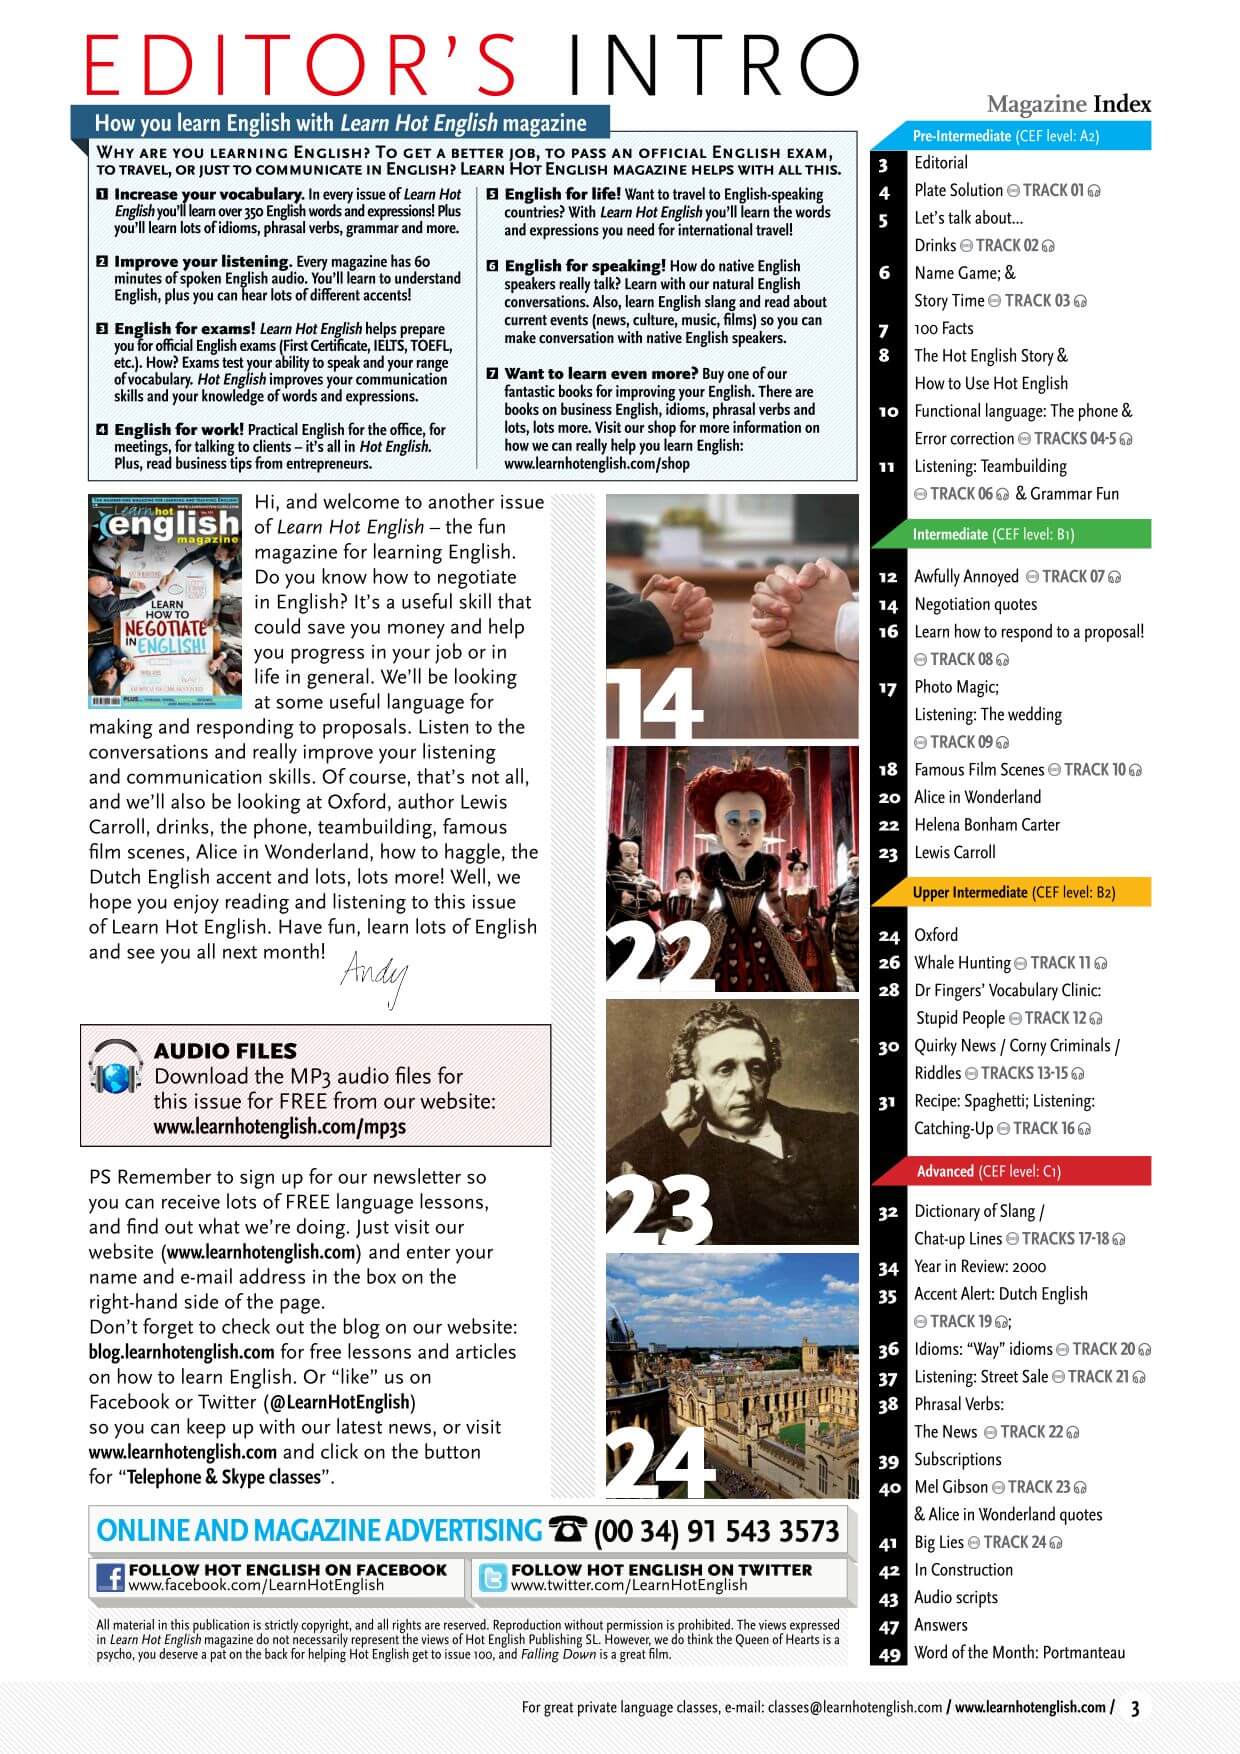 EDITOR'S INTRO
How you learn English with Learn Hot English magazine
WHY ARE YOU LEARNING ENGLISH? TO GET A BETTER JOB, TO PASS AN OFFICIAL ENGLISH EXAM,
TO TRAVEL, OR JUST TO COMMUNICATE IN ENGLISH? LEARN HOT ENGLISH MAGAZINE HELPS WITH ALL THIS.
1 Increase your vocabulary. In every issue of Learn Hot
English you'll learn over 350 English words and expressions! Plus
you'll learn lots of idioms, phrasal verbs, grammar and more.
2 Improve your listening. Every magazine has 60
minutes of spoken English audio. You'll learn to understand
English, plus you can hear lots of different accents!
3 English for exams! Learn Hot English helps prepare
you for official English exams (First Certificate, IELTS, TOEFL,
etc.). How? Exams test your ability to speak and your range
of vocabulary. Hot English improves your communication
skills and your knowledge of words and expressions.
4 English for work! Practical English for the office, for
meetings, for talking to clients – it's all in Hot English.
Plus, read business tips from entrepreneurs.
5 English for life! Want to travel to English-speaking
countries? With Learn Hot English you'll learn the words
and expressions you need for international travel!
6 English for speaking! How do native English
speakers really talk? Learn with our natural English
conversations. Also, learn English slang and read about
current events (news, culture, music, films) so you can
make conversation with native English speakers.
7 Want to learn even more? Buy one of our
fantastic books for improving your English. There are
books on business English, idioms, phrasal verbs and
lots, lots more. Visit our shop for more information on
how we can really help you learn English:
www.learnhotenglish.com/shop
Learn hot
english
magazine
LEARN
HOW TO
NEGOTIATE
IN ENGLISH!
Hi, and welcome to another issue
of Learn Hot English – the fun
magazine for learning English.
Do you know how to negotiate
in English? It's a useful skill that
could save you money and help
you progress in your job or in
life in general. We'll be looking
at some useful language for
making and responding to proposals. Listen to the
conversations and really improve your listening
and communication skills. Of course, that's not all,
and we'll also be looking at Oxford, author Lewis
Carroll, drinks, the phone, teambuilding, famous
film scenes, Alice in Wonderland, how to haggle, the
Dutch English accent and lots, lots more! Well, we
hope you enjoy reading and listening to this issue
of Learn Hot English. Have fun, learn lots of English
and see you all next month!
Andy
AUDIO FILES
Download the MP3 audio files for
this issue for FREE from our website:
www.learnhotenglish.com/mp3s
PS Remember to sign up for our newsletter so
you can receive lots of FREE language lessons,
and find out what we're doing. Just visit our
website (www.learnhotenglish.com) and enter your
name and e-mail address in the box on the
right-hand side of the page.
Don't forget to check out the blog on our website:
blog.learnhotenglish.com for free lessons and articles
on how to learn English. Or “like” us on
Facebook or Twitter (@LearnHotEnglish)
so you can keep up with our latest news, or visit
www.learnhotenglish.com and click on the button
for “Telephone & Skype classes”.
14
22
23
24
ONLINE AND MAGAZINE ADVERTISING ☎ (00 34) 91 543 3573
FOLLOW HOT ENGLISH ON FACEBOOK
www.facebook.com/LearnHotEnglish
FOLLOW HOT ENGLISH ON TWITTER
www.twitter.com/LearnHotEnglish
All material in this publication is strictly copyright, and all rights are reserved. Reproduction without permission is prohibited. The views expressed
in Learn Hot English magazine do not necessarily represent the views of Hot English Publishing SL. However, we do think the Queen of Hearts is a
psycho, you deserve a pat on the back for helping Hot English get to issue 100, and Falling Down is a great film.
Magazine Index
Pre-Intermediate (CEF level: A2)
3 Editorial
4 Plate Solution TRACK 01
5 Let's talk about...
Drinks TRACK 02
6 Name Game; &
Story Time TRACK 03
7 100 Facts
8 The Hot English Story &
How to Use Hot English
10 Functional language: The phone &
Error correction TRACKS 04-5
11 Listening: Teambuilding
TRACK 06 & Grammar Fun
Intermediate (CEF level: B1)
12 Awfully Annoyed TRACK 07
14 Negotiation quotes
16 Learn how to respond to a proposal!
TRACK 08
17 Photo Magic;
Listening: The wedding
TRACK 09
18 Famous Film Scenes TRACK 10
20 Alice in Wonderland
22 Helena Bonham Carter
23 Lewis Carroll
Upper Intermediate (CEF level: B2)
24 Oxford
26 Whale Hunting TRACK 11
28 Dr Fingers' Vocabulary Clinic:
Stupid People TRACK 12
30 Quirky News / Corny Criminals /
Riddles TRACKS 13-15
31 Recipe: Spaghetti; Listening:
Catching-Up TRACK 16
Advanced (CEF level: C1)
32 Dictionary of Slang /
Chat-up Lines TRACKS 17-18
34 Year in Review: 2000
35 Accent Alert: Dutch English
TRACK 19;
36 Idioms: “Way” idioms TRACK 20
37 Listening: Street Sale TRACK 21
38 Phrasal Verbs:
The News TRACK 22
39 Subscriptions
40 Mel Gibson TRACK 23
& Alice in Wonderland quotes
41 Big Lies TRACK 24
42 In Construction
43 Audio scripts
47 Answers
49 Word of the Month: Portmanteau
For great private language classes, e-mail: classes@learnhotenglish.com / www.learnhotenglish.com / 3